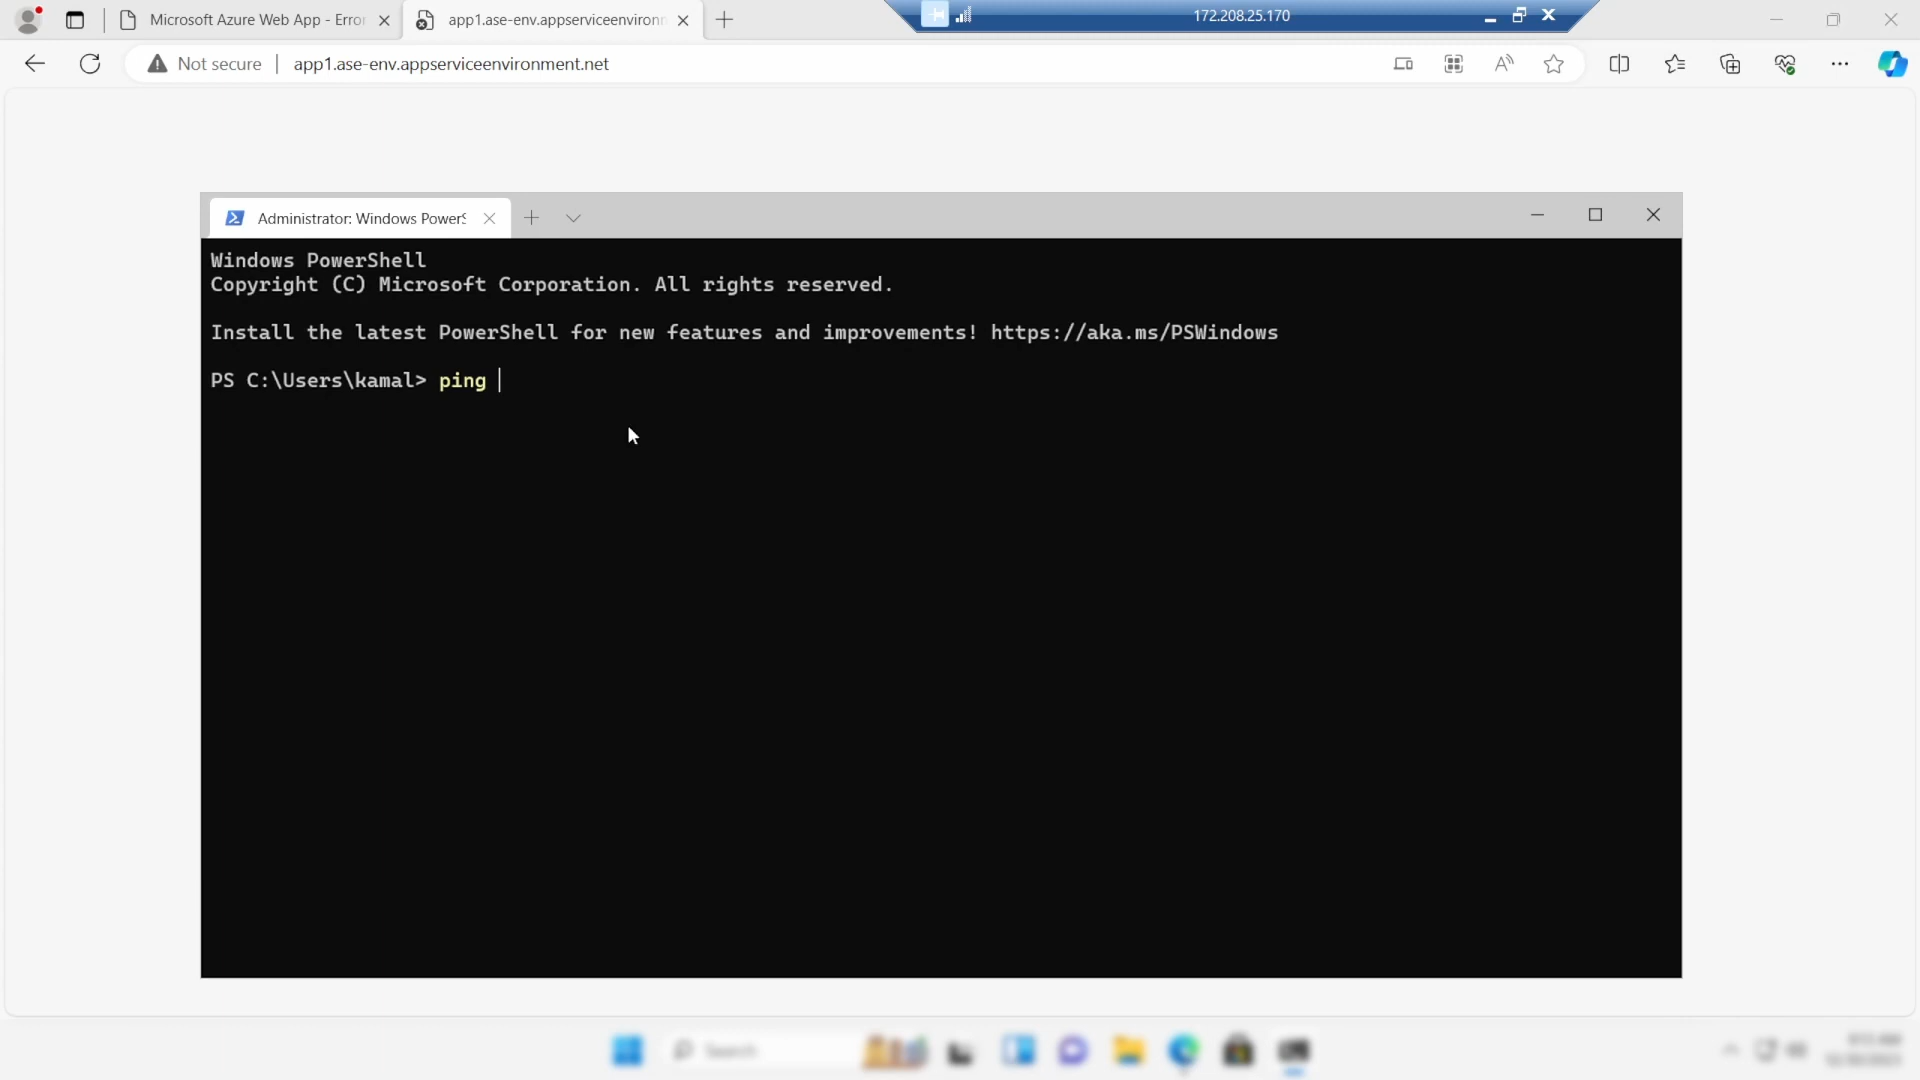 Microsoft Azure Web App - Erro
app1.ase-env.appserviceenviron
172.208.25.170
Not secure
app1.ase-env.appserviceenvironment.net
Administrator: Windows PowerS
Windows PowerShell
Copyright (C) Microsoft Corporation. All rights reserved.
Install the latest PowerShell for new features and improvements! https://aka.ms/PSWindows
PS C:\Users\kamal> ping
Search